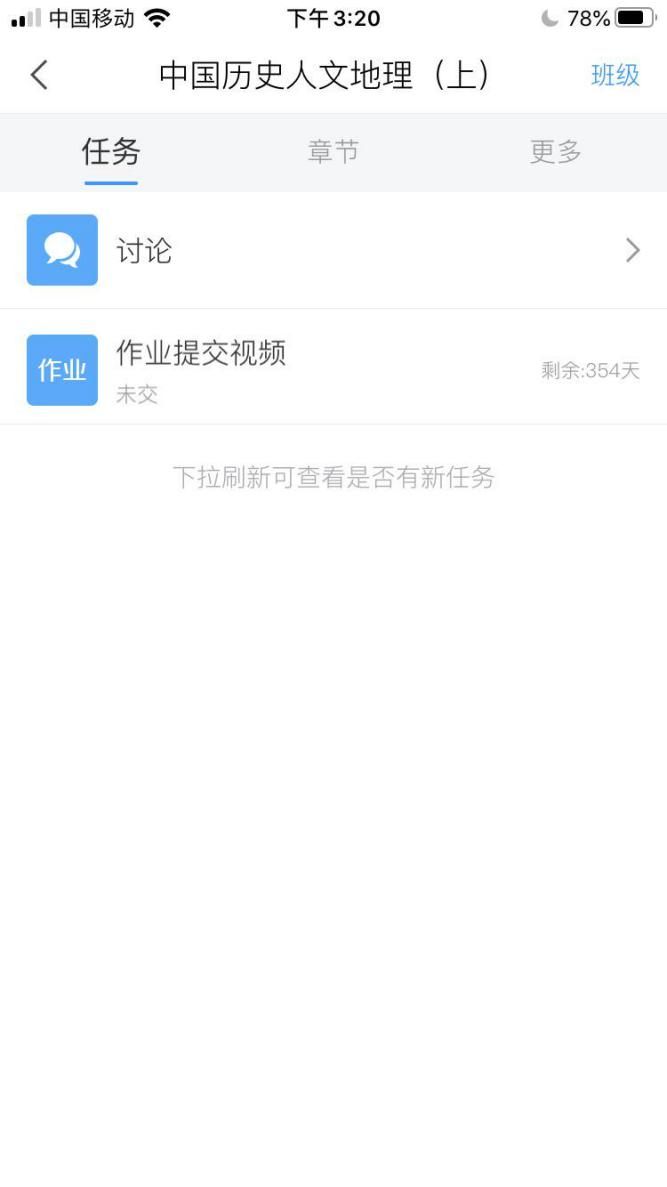 中国移动 下午 3:20 78%
中国历史人文地理（上） 班级
任务 章节 更多
讨论
作业 作业提交视频 剩余:354天
未交
下拉刷新可查看是否有新任务